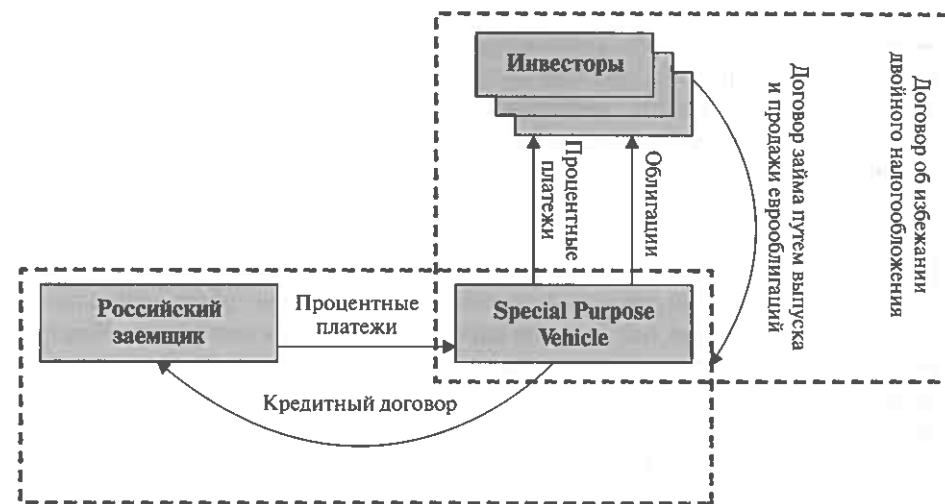 Инвесторы
Процентные
платежи
Облигации
Договор займа путем выпуска
и продажи еврооблигаций
Договор об избежании
двойного налогообложения
Российский
заемщик
Процентные
платежи
Special Purpose
Vehicle
Кредитный договор